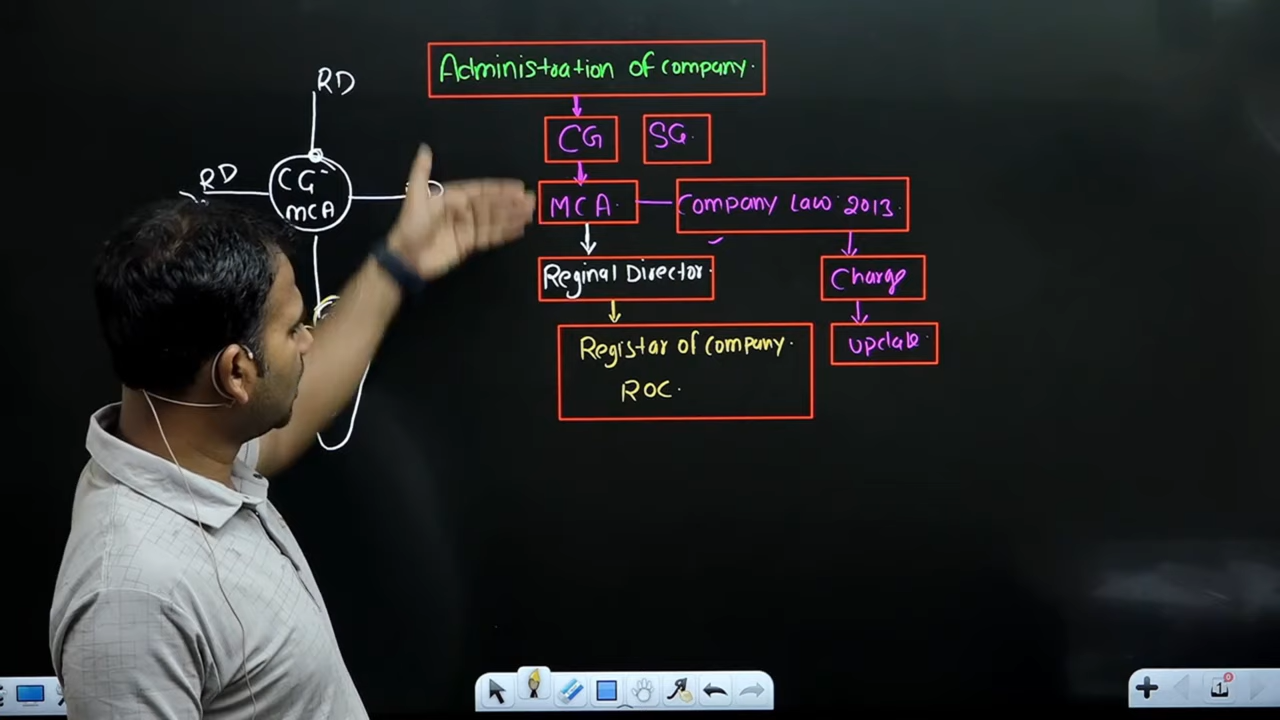 Administration of company.
CG
SG.
MCA.
Company Law 2013.
Reginal Director.
Charge
Registar of company.
ROC.
update.
RD
RD
CG
MCA
1